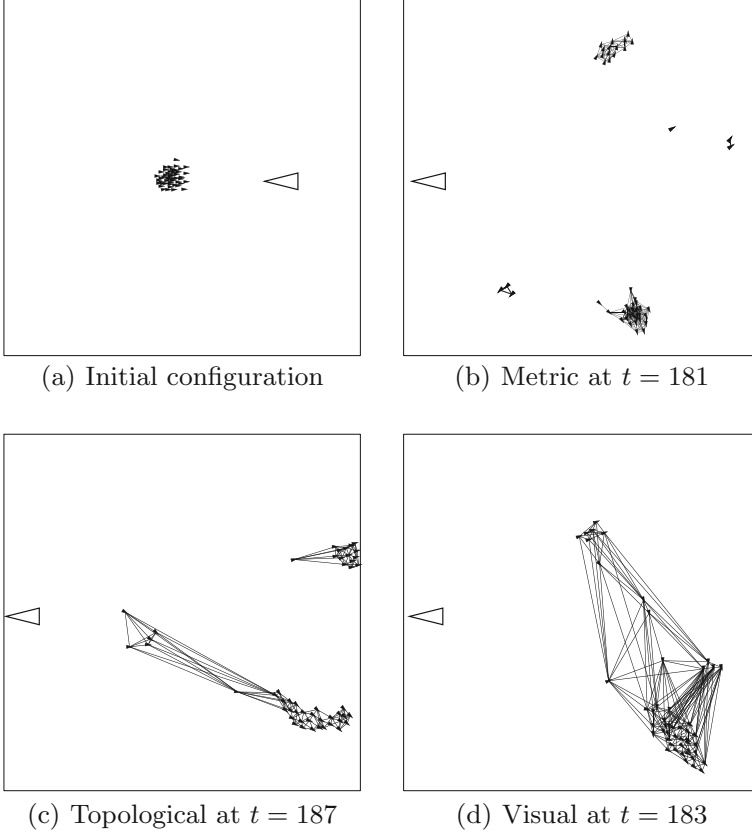 (a) Initial configuration
(b) Metric at t = 181
(c) Topological at t = 187
(d) Visual at t = 183